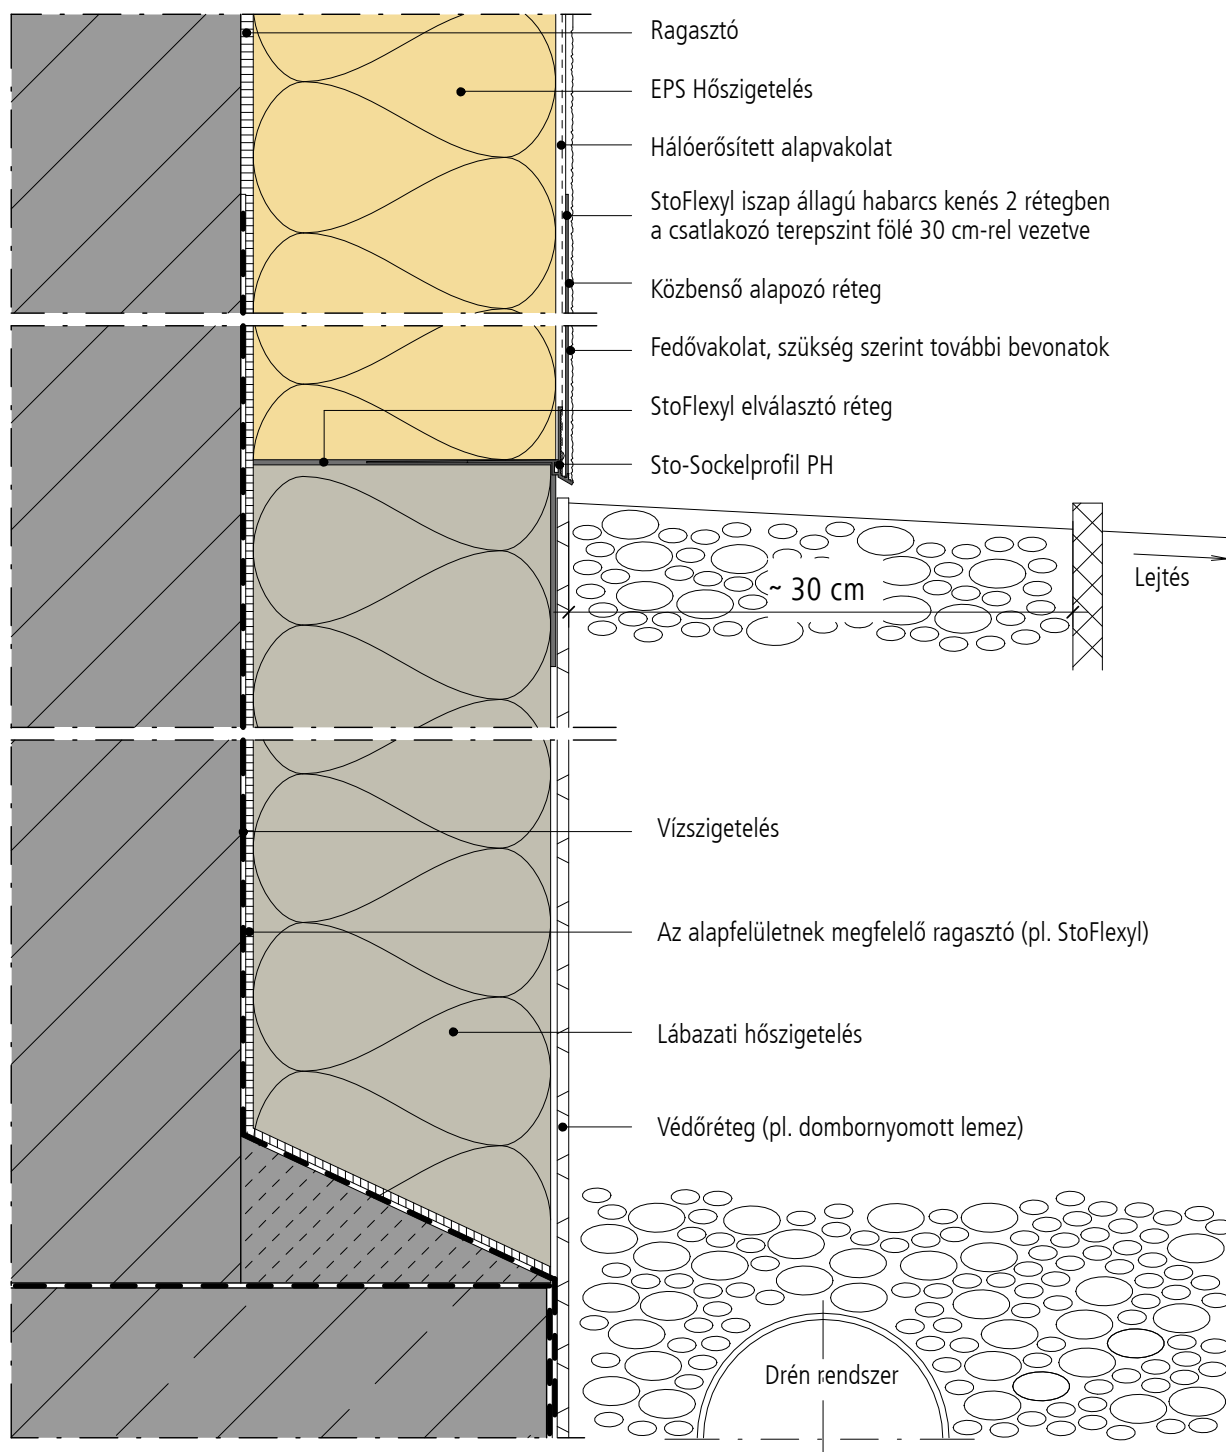 Ragasztó
EPS Hőszigetelés
Hálóerősített alapvakolat
StoFlexyl iszap állagú habarcs kenés 2 rétegben
a csatlakozó terepszint fölé 30 cm-rel vezetve
Közbenső alapozó réteg
Fedővakolat, szükség szerint további bevonatok
StoFlexyl elválasztó réteg
Sto-Sockelprofil PH
~ 30 cm
Lejtés
Vízszigetelés
Az alapfelületnek megfelelő ragasztó (pl. StoFlexyl)
Lábazati hőszigetelés
Védőréteg (pl. dombornyomott lemez)
Drén rendszer